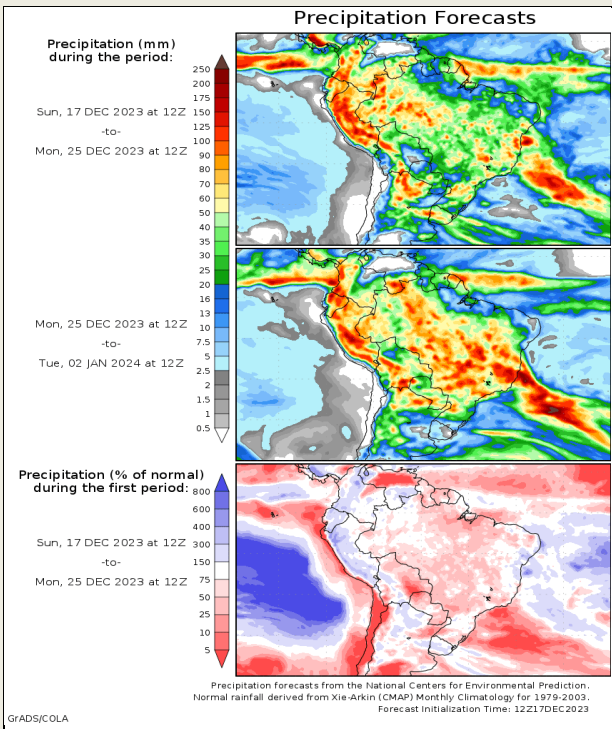 Precipitation Forecasts
Precipitation (mm)
during the period:
Sun, 17 DEC 2023 at 12Z
-to-
Mon, 25 DEC 2023 at 12Z
250
200
175
150
125
100
90
80
70
60
50
40
35
30
25
20
16
13
10
7.5
5
2.5
2
1.5
1
0.5
Mon, 25 DEC 2023 at 12Z
-to-
Tue, 02 JAN 2024 at 12Z
Precipitation (% of normal)
during the first period:
Sun, 17 DEC 2023 at 12Z
-to-
Mon, 25 DEC 2023 at 12Z
800
600
400
300
150
75
50
25
10
5
Precipitation forecasts from the National Centers for Environmental Prediction.
Normal rainfall derived from Xie-Arkin (CMAP) Monthly Climatology for 1979-2003.
Forecast Initialization Time: 12Z17DEC2023
GrADS/COLA